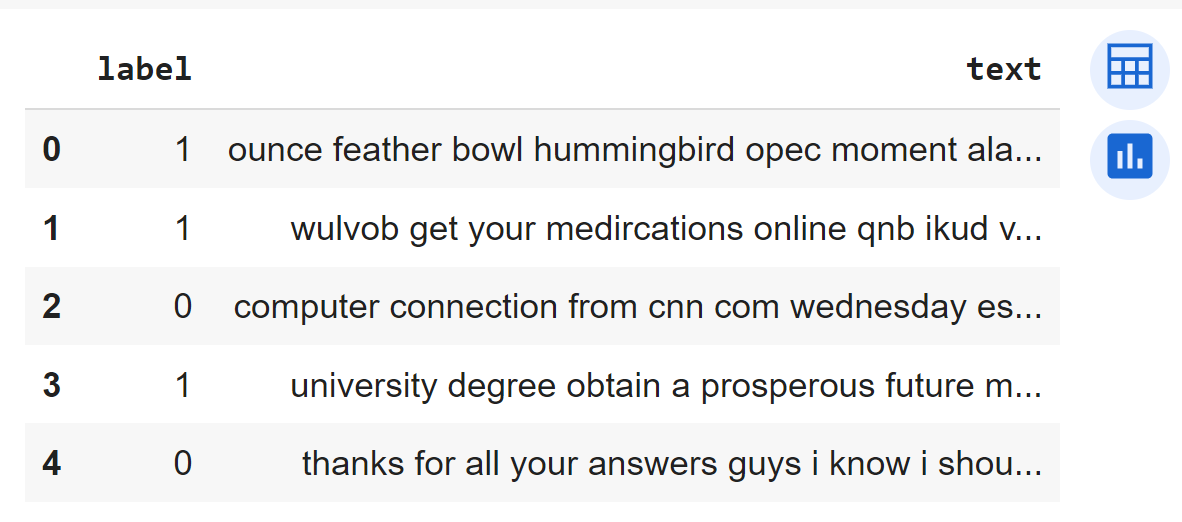 label text
0 1 ounce feather bowl hummingbird opec moment ala...
1 1 wulvob get your medircations online qnb ikud v...
2 0 computer connection from cnn com wednesday es...
3 1 university degree obtain a prosperous future m...
4 0 thanks for all your answers guys i know i shou...